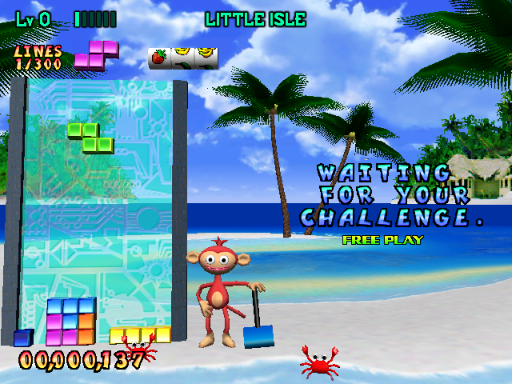 Lv 0
LITTLE ISLE
LINES
1/300
WAITING
FOR YOUR
CHALLENGE.
FREE PLAY
00,000,137